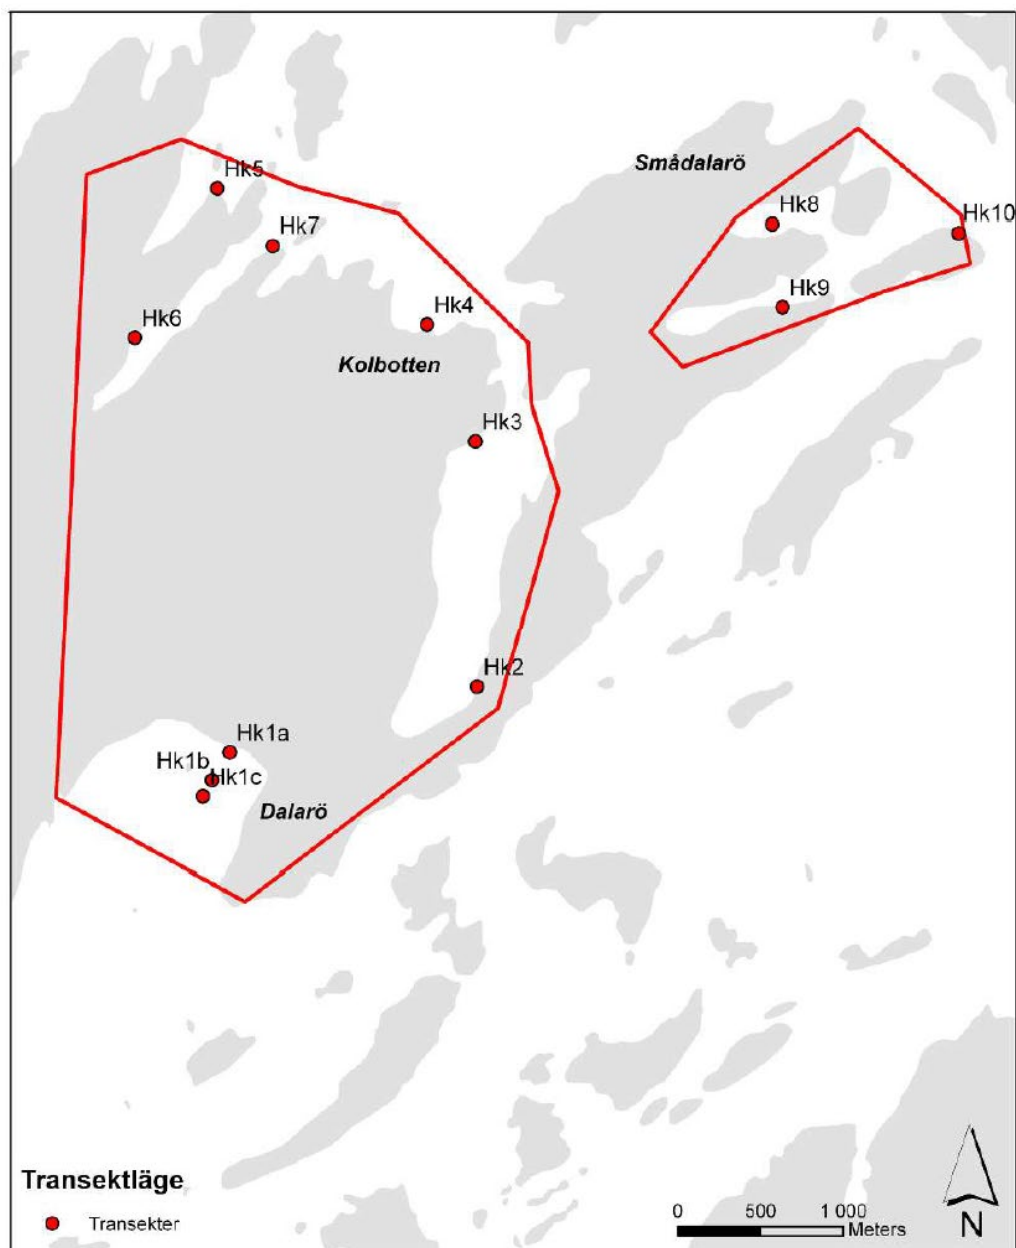 Smådalarö
Hk5
Hk8
Hk10
Hk7
Hk9
Hk4
Hk6
Kolbotten
Hk3
Hk2
Hk1a
Hk1b
Hk1c
Dalarö
Transektläge
Transekter
0 500 1 000
Meters
N